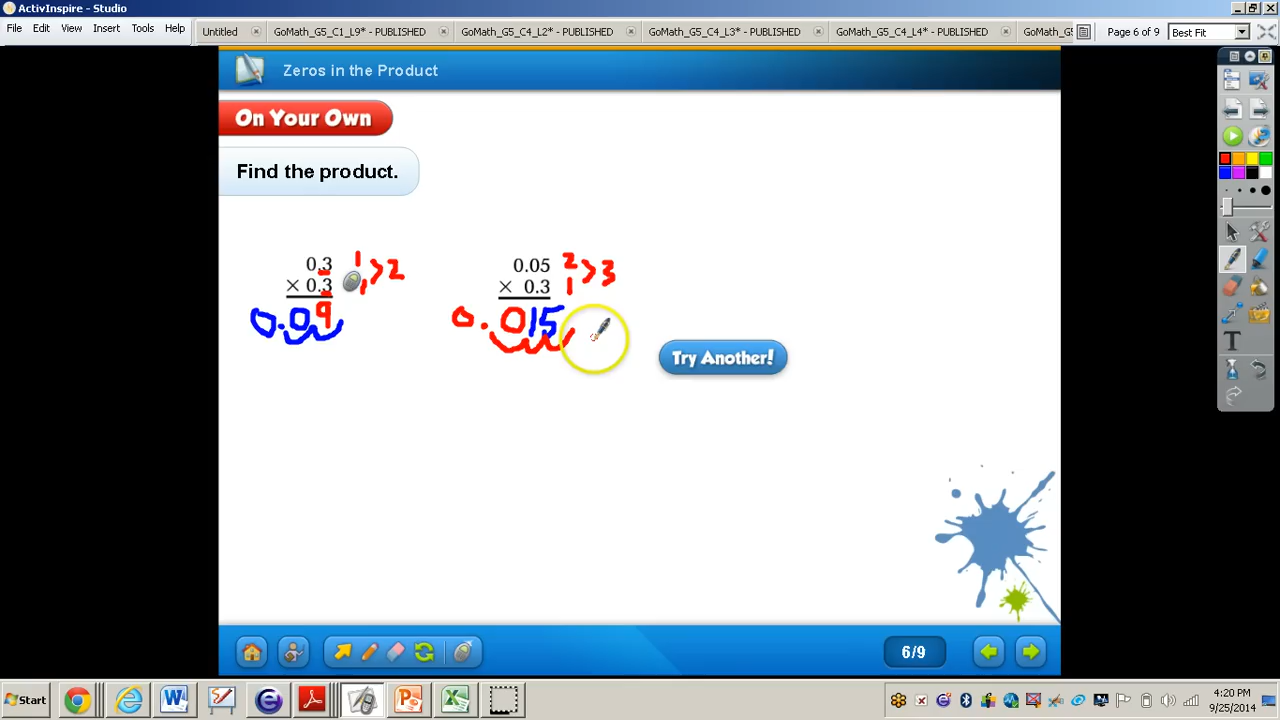 ActivInspire - Studio
File Edit View Insert Tools Help
Untitled GoMath_G5_C1_L9* - PUBLISHED GoMath_G5_C4_L2* - PUBLISHED GoMath_G5_C4_L3* - PUBLISHED GoMath_G5_C4_L4* - PUBLISHED GoMath_G5 Page 6 of 9 Best Fit
Zeros in the Product
On Your Own
Find the product.
0.3 1
× 0.3 1 > 2
0.09
0.05 2
× 0.3 1 > 3
0.015
Try Another!
T
6/9
Start
4:20 PM
9/25/2014